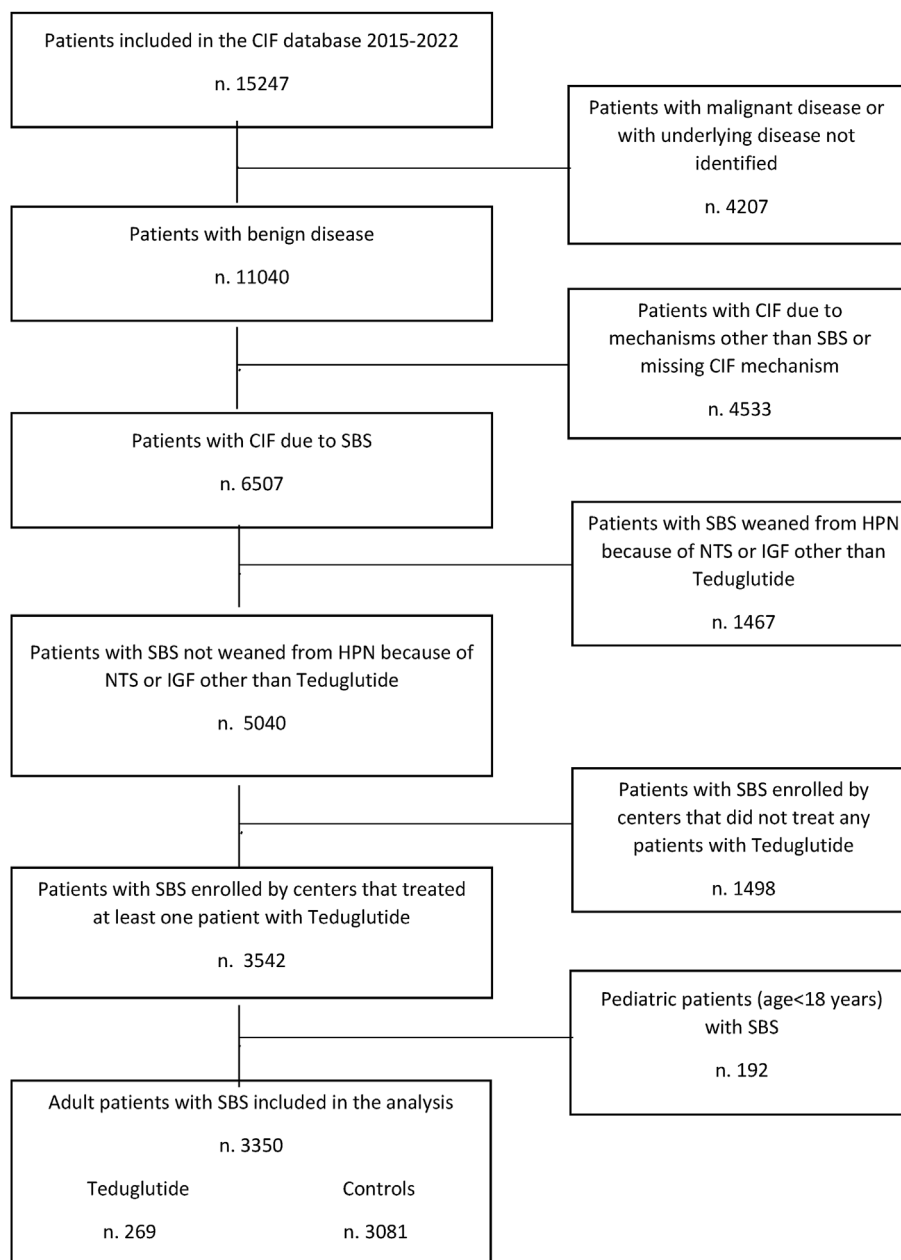 Patients included in the CIF database 2015-2022
n. 15247
Patients with malignant disease or
with underlying disease not
identified
n. 4207
Patients with benign disease
n. 11040
Patients with CIF due to
mechanisms other than SBS or
missing CIF mechanism
n. 4533
Patients with CIF due to SBS
n. 6507
Patients with SBS weaned from HPN
because of NTS or IGF other than
Teduglutide
n. 1467
Patients with SBS not weaned from HPN because of
NTS or IGF other than Teduglutide
n. 5040
Patients with SBS enrolled by
centers that did not treat any
patients with Teduglutide
n. 1498
Patients with SBS enrolled by centers that treated
at least one patient with Teduglutide
n. 3542
Pediatric patients (age<18 years)
with SBS
n. 192
Adult patients with SBS included in the analysis
n. 3350
Teduglutide Controls
n. 269 n. 3081